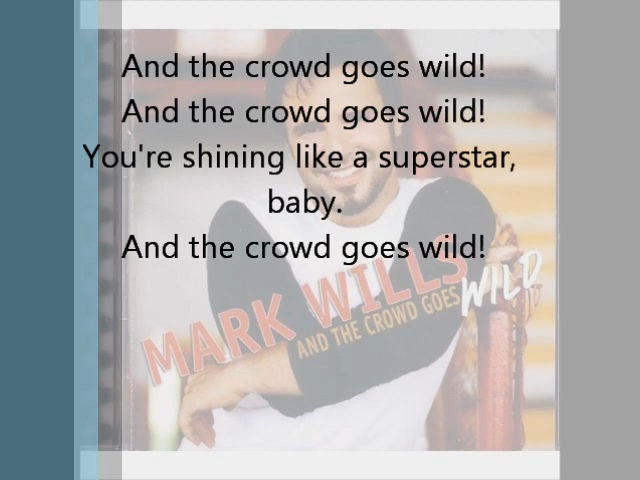 And the crowd goes wild!
And the crowd goes wild!
You're shining like a superstar,
baby.
And the crowd goes wild!
MARK WILLS
AND THE CROWD GOES WILD